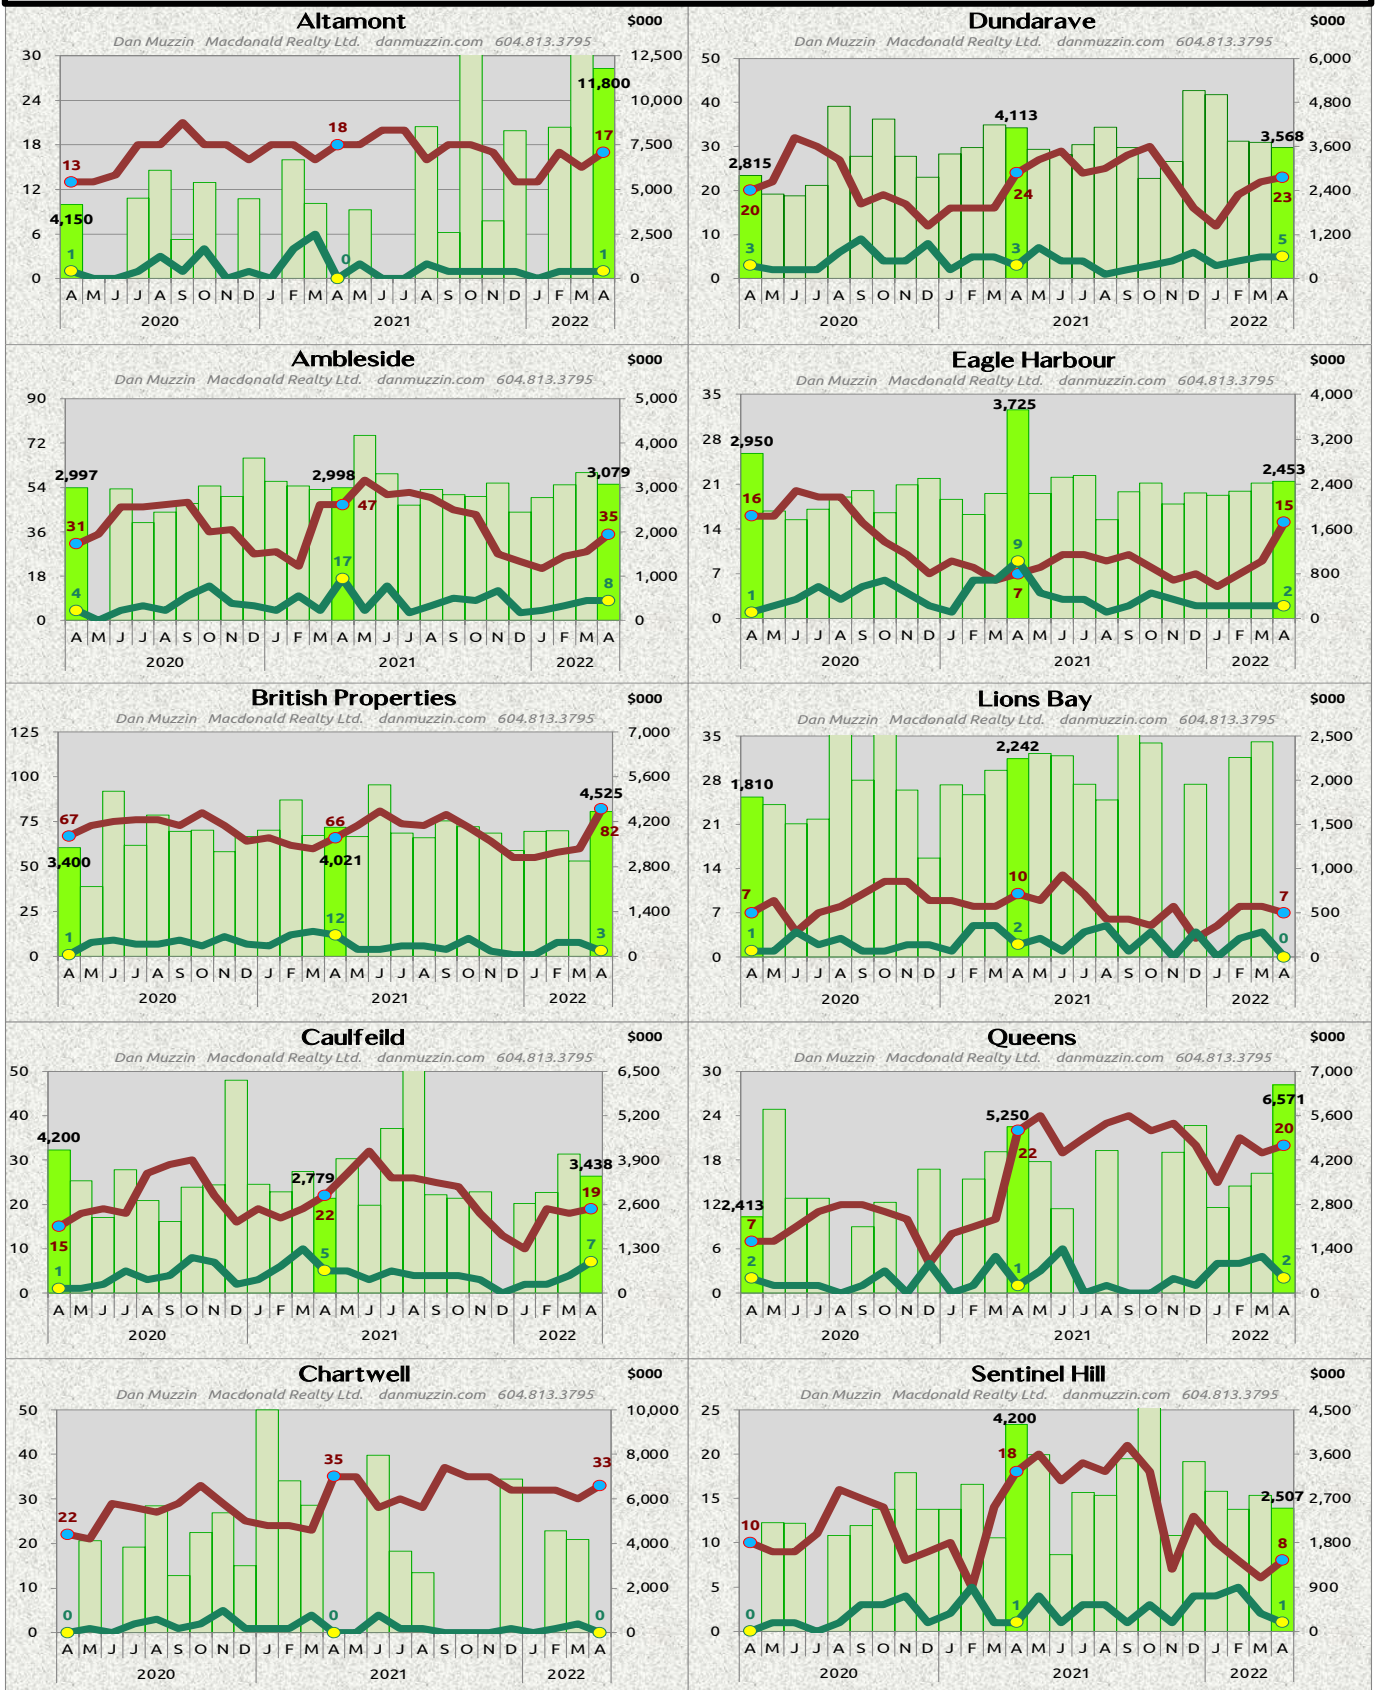 Altamont $000
Dan Muzzin Macdonald Realty Ltd. danmuzzin.com 604.813.3795
30 12,500
24 10,000
18 7,500
12 5,000
6 2,500
0 0
11,800
18 17
13
4,150
1 0 1
A M J J A S O N D J F M A M J J A S O N D J F M A
2020 2021 2022
Dundarave $000
Dan Muzzin Macdonald Realty Ltd. danmuzzin.com 604.813.3795
50 6,000
40 4,800
30 3,600
20 2,400
10 1,200
0 0
2,815 4,113 3,568
20 24 23
3 3 5
A M J J A S O N D J F M A M J J A S O N D J F M A
2020 2021 2022
Ambleside $000
Dan Muzzin Macdonald Realty Ltd. danmuzzin.com 604.813.3795
90 5,000
72 4,000
54 3,000
36 2,000
18 1,000
0 0
2,997 2,998 3,079
31 47 35
4 17 8
A M J J A S O N D J F M A M J J A S O N D J F M A
2020 2021 2022
Eagle Harbour $000
Dan Muzzin Macdonald Realty Ltd. danmuzzin.com 604.813.3795
35 4,000
28 3,200
21 2,400
14 1,600
7 800
0 0
2,950 3,725 2,453
16 7 15
1 9 2
A M J J A S O N D J F M A M J J A S O N D J F M A
2020 2021 2022
British Properties $000
Dan Muzzin Macdonald Realty Ltd. danmuzzin.com 604.813.3795
125 7,000
100 5,600
75 4,200
50 2,800
25 1,400
0 0
67 66 82
3,400 4,021 4,525
1 12 3
A M J J A S O N D J F M A M J J A S O N D J F M A
2020 2021 2022
Lions Bay $000
Dan Muzzin Macdonald Realty Ltd. danmuzzin.com 604.813.3795
35 2,500
28 2,000
21 1,500
14 1,000
7 500
0 0
1,810 2,242
7 10 7
1 2 0
A M J J A S O N D J F M A M J J A S O N D J F M A
2020 2021 2022
Caulfeild $000
Dan Muzzin Macdonald Realty Ltd. danmuzzin.com 604.813.3795
50 6,500
40 5,200
30 3,900
20 2,600
10 1,300
0 0
4,200 2,779 3,438
15 22 19
1 5 7
A M J J A S O N D J F M A M J J A S O N D J F M A
2020 2021 2022
Queens $000
Dan Muzzin Macdonald Realty Ltd. danmuzzin.com 604.813.3795
30 7,000
24 5,600
18 4,200
12 2,800
6 1,400
0 0
2,413 5,250 6,571
7 22 20
2 1 2
A M J J A S O N D J F M A M J J A S O N D J F M A
2020 2021 2022
Chartwell $000
Dan Muzzin Macdonald Realty Ltd. danmuzzin.com 604.813.3795
50 10,000
40 8,000
30 6,000
20 4,000
10 2,000
0 0
22 35 33
0 0 0
A M J J A S O N D J F M A M J J A S O N D J F M A
2020 2021 2022
Sentinel Hill $000
Dan Muzzin Macdonald Realty Ltd. danmuzzin.com 604.813.3795
25 4,500
20 3,600
15 2,700
10 1,800
5 900
0 0
4,200 2,507
10 18 8
0 1 1
A M J J A S O N D J F M A M J J A S O N D J F M A
2020 2021 2022